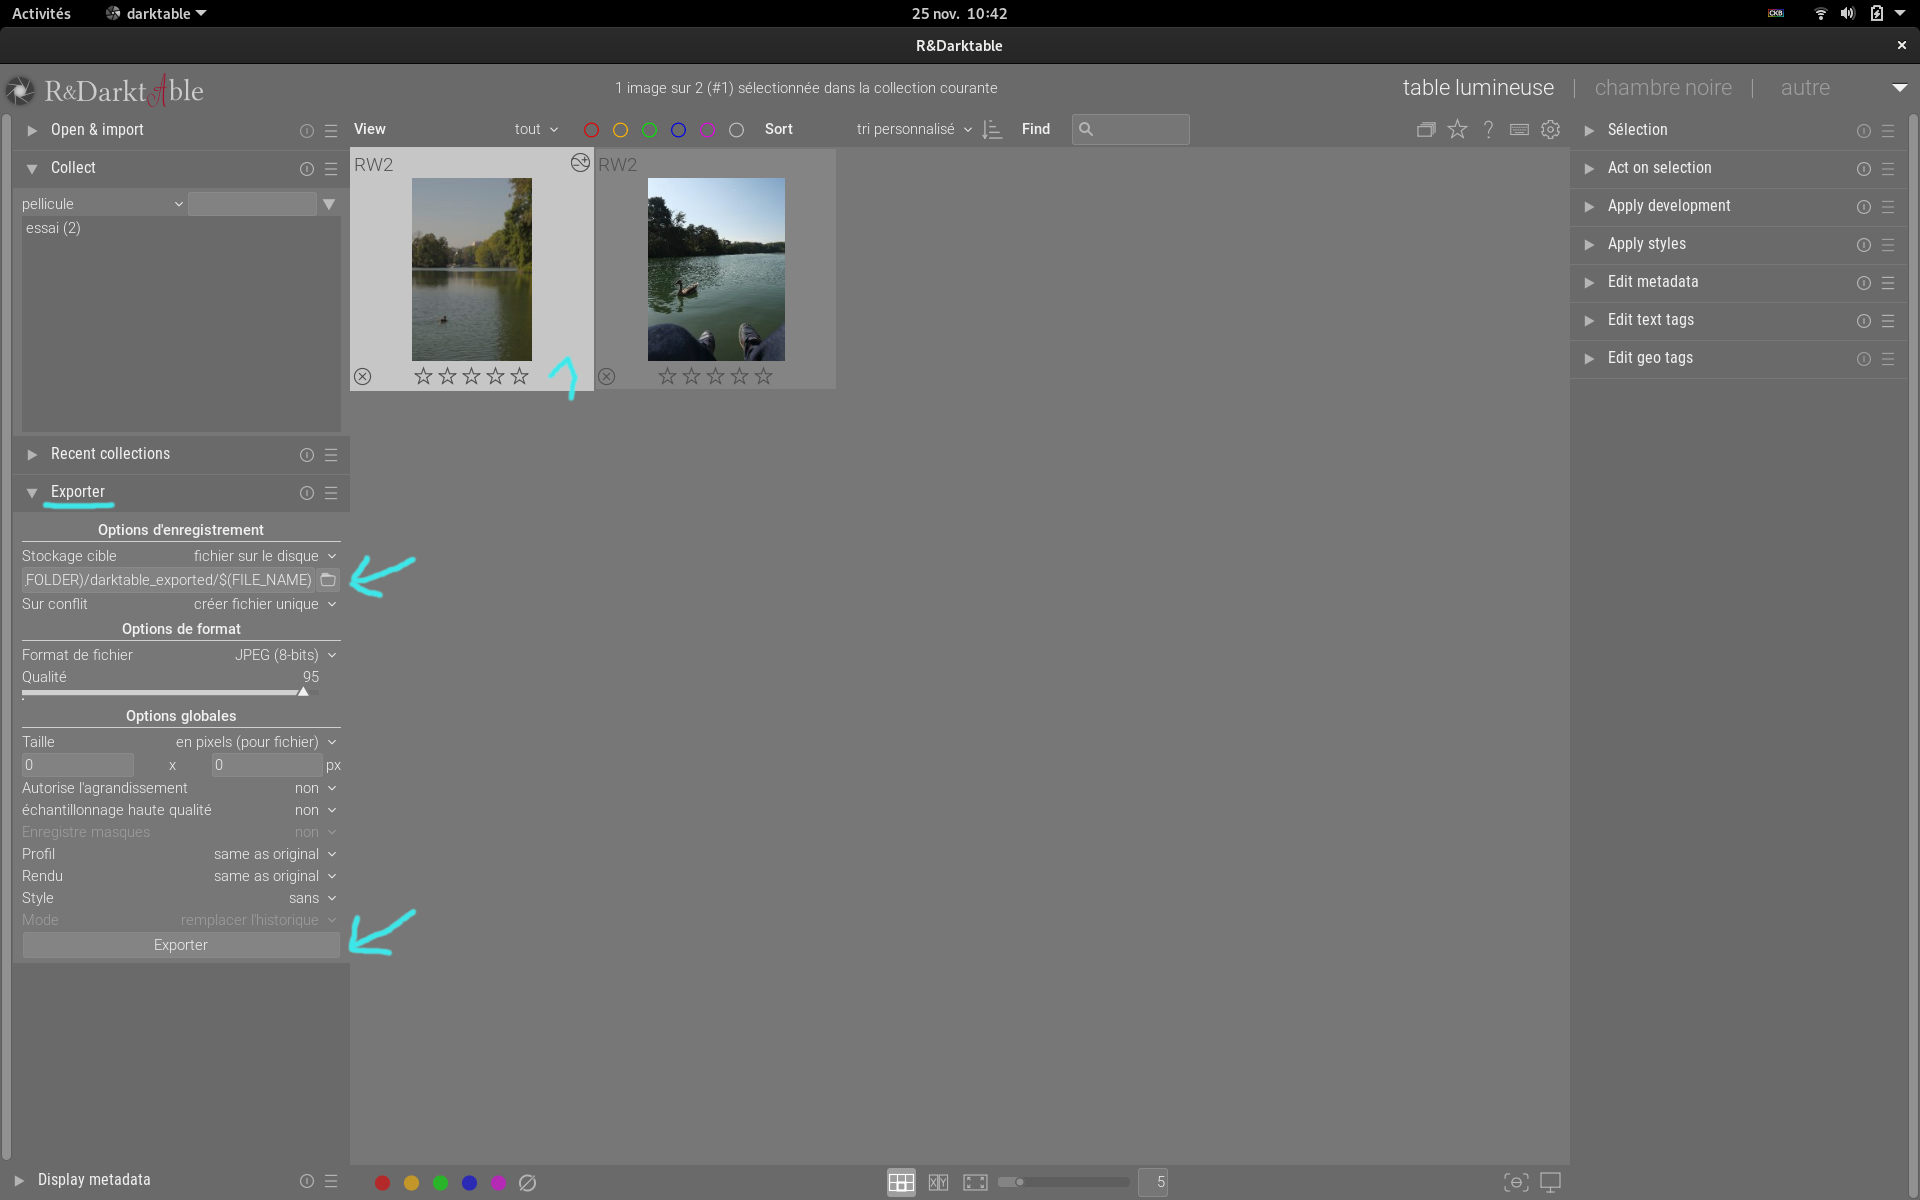 Activités darktable 25 nov. 10:42 CKB
R&Darktable
R&DarktAble 1 image sur 2 (#1) sélectionnée dans la collection courante table lumineuse | chambre noire | autre
Open & import
View tout Sort tri personnalisé Find
Collect
pellicule
essai (2)
Recent collections
Exporter
Options d'enregistrement
Stockage cible fichier sur le disque
FOLDER)/darktable_exported/$(FILE_NAME)
Sur conflit créer fichier unique
Options de format
Format de fichier JPEG (8-bits)
Qualité 95
Options globales
Taille en pixels (pour fichier)
0 x 0 px
Autorise l'agrandissement non
échantillonnage haute qualité non
Enregistre masques non
Profil same as original
Rendu same as original
Style sans
Mode remplacer l'historique
Exporter
Display metadata
RW2 RW2
5
Sélection
Act on selection
Apply development
Apply styles
Edit metadata
Edit text tags
Edit geo tags